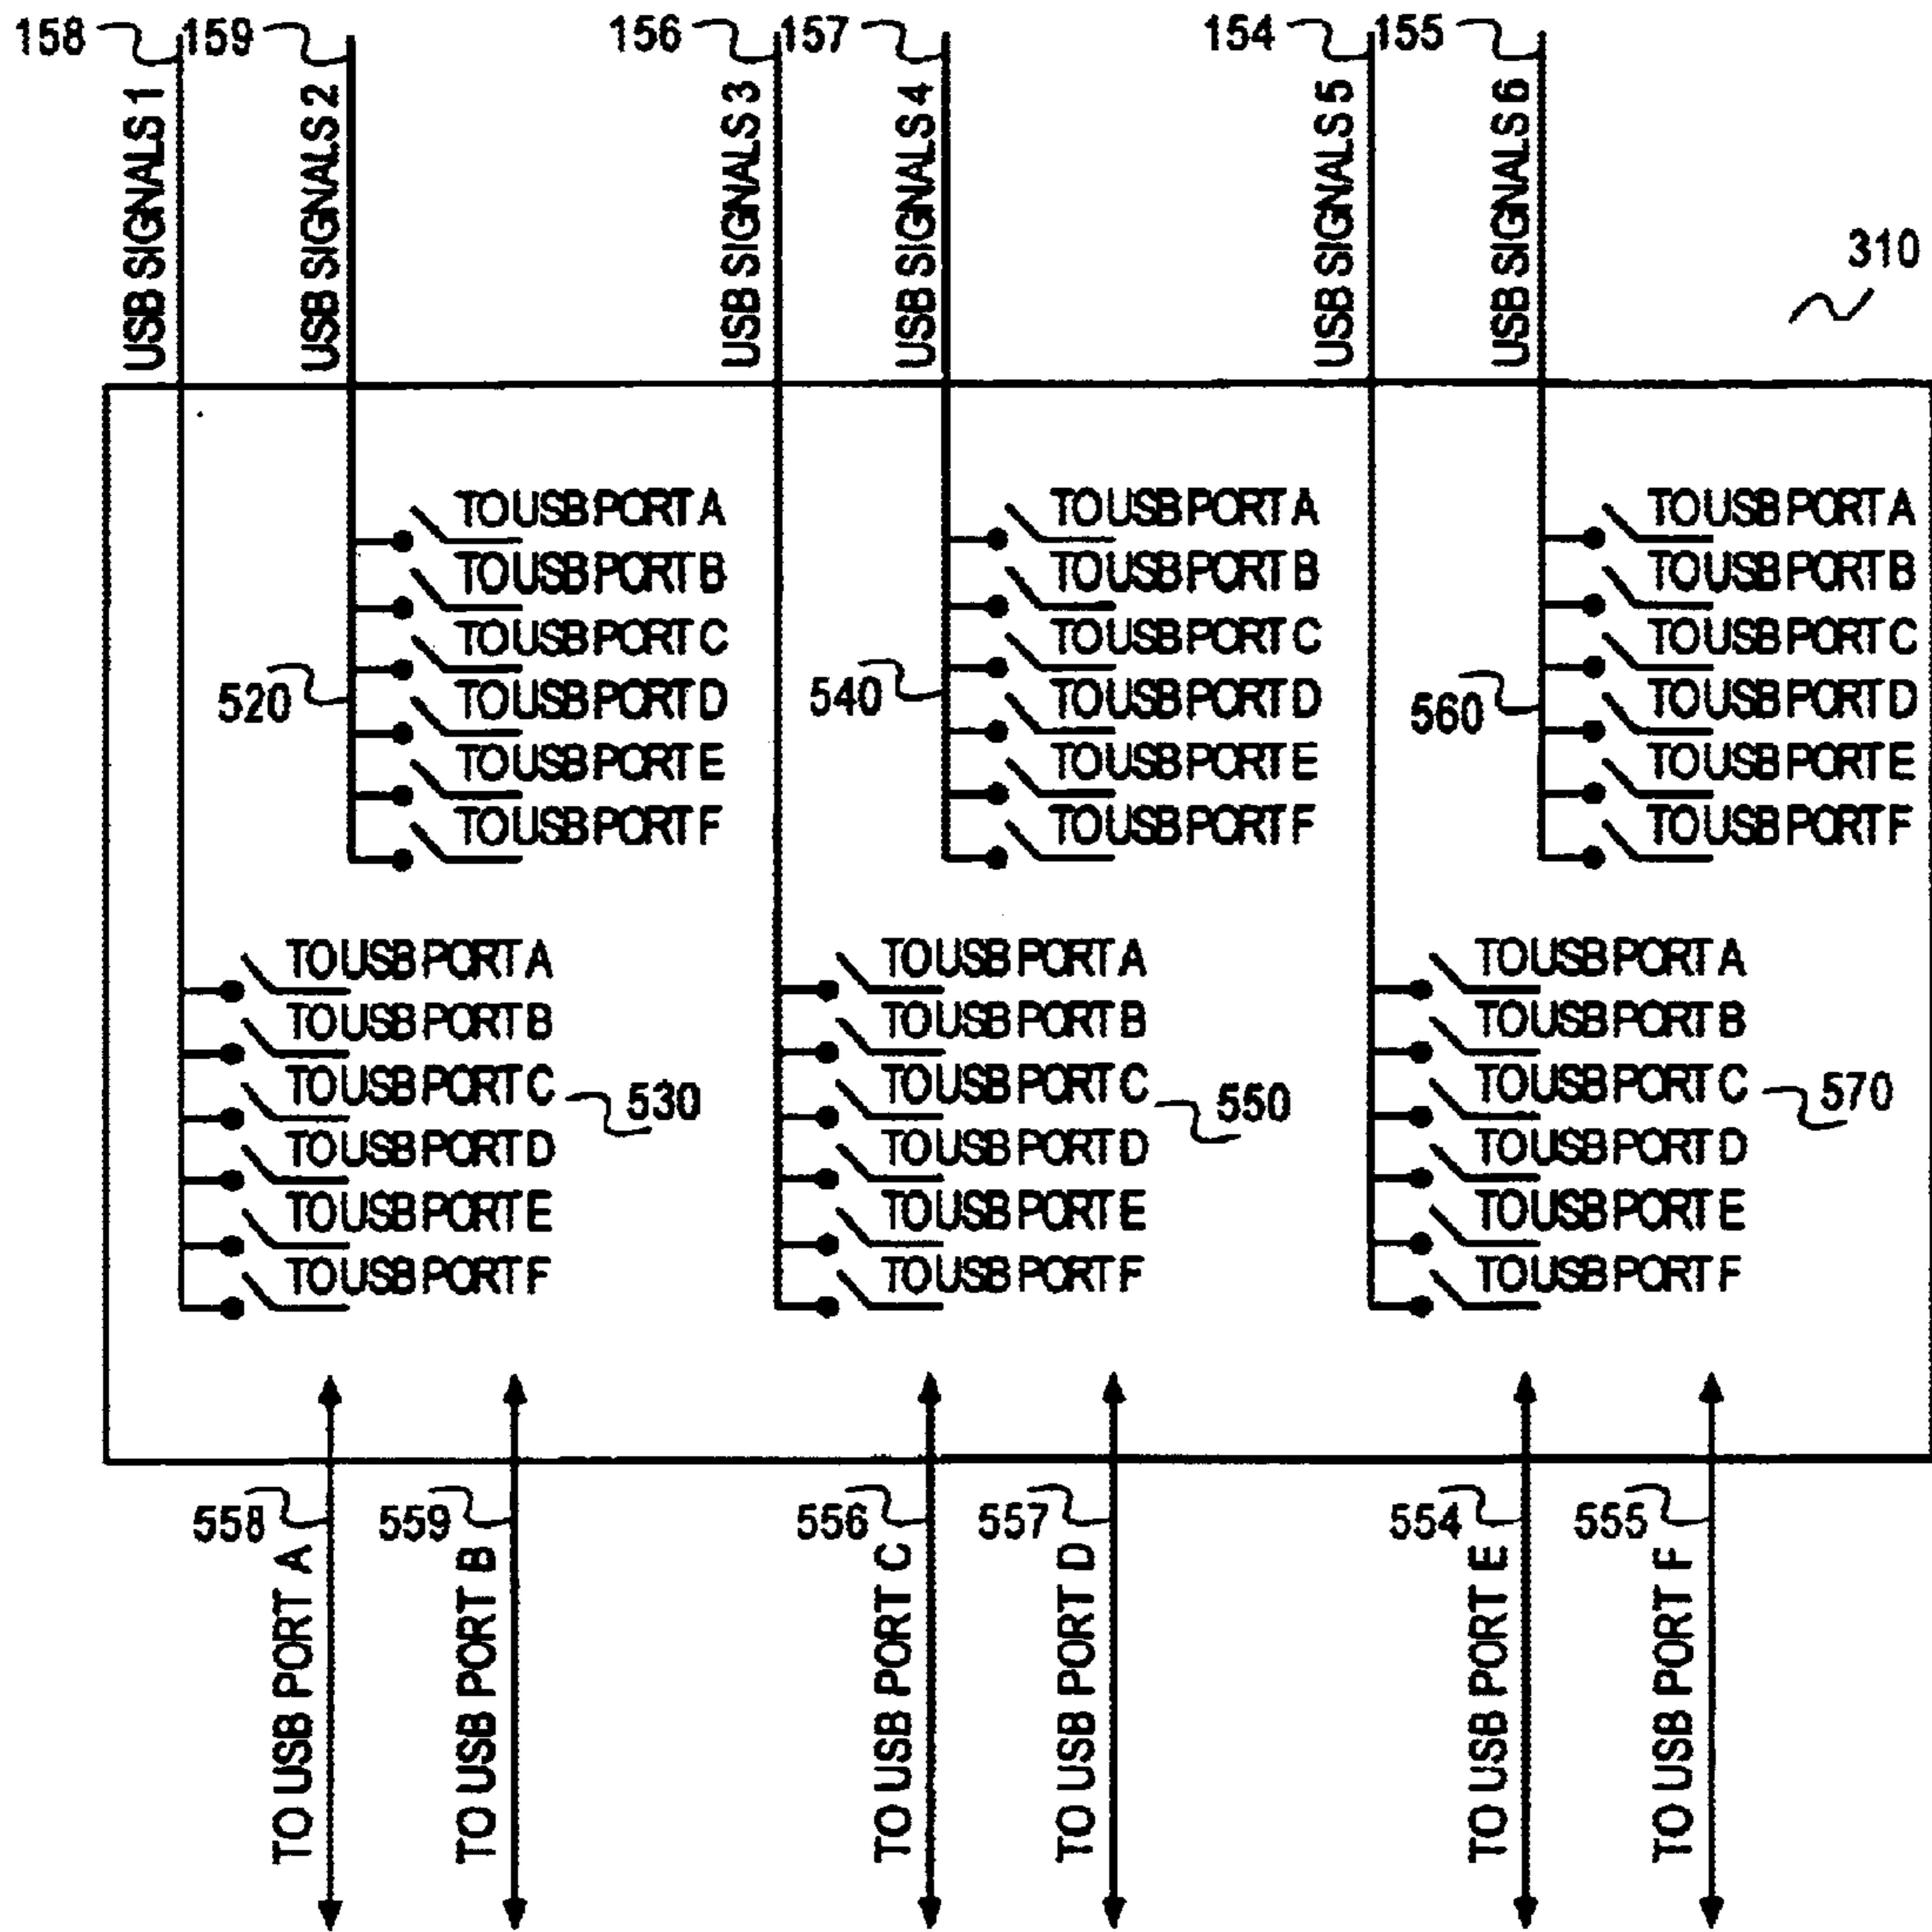 158
159
156
157
154
155
USB SIGNALS 1
USB SIGNALS 2
USB SIGNALS 3
USB SIGNALS 4
USB SIGNALS 5
USB SIGNALS 6
310
TO USB PORT A
TO USB PORT B
TO USB PORT C
TO USB PORT D
TO USB PORT E
TO USB PORT F
520
TO USB PORT A
TO USB PORT B
TO USB PORT C
TO USB PORT D
TO USB PORT E
TO USB PORT F
540
TO USB PORT A
TO USB PORT B
TO USB PORT C
TO USB PORT D
TO USB PORT E
TO USB PORT F
560
TO USB PORT A
TO USB PORT B
TO USB PORT C
TO USB PORT D
TO USB PORT E
TO USB PORT F
530
TO USB PORT A
TO USB PORT B
TO USB PORT C
TO USB PORT D
TO USB PORT E
TO USB PORT F
550
TO USB PORT A
TO USB PORT B
TO USB PORT C
TO USB PORT D
TO USB PORT E
TO USB PORT F
570
558
559
556
557
554
555
TO USB PORT A
TO USB PORT B
TO USB PORT C
TO USB PORT D
TO USB PORT E
TO USB PORT F